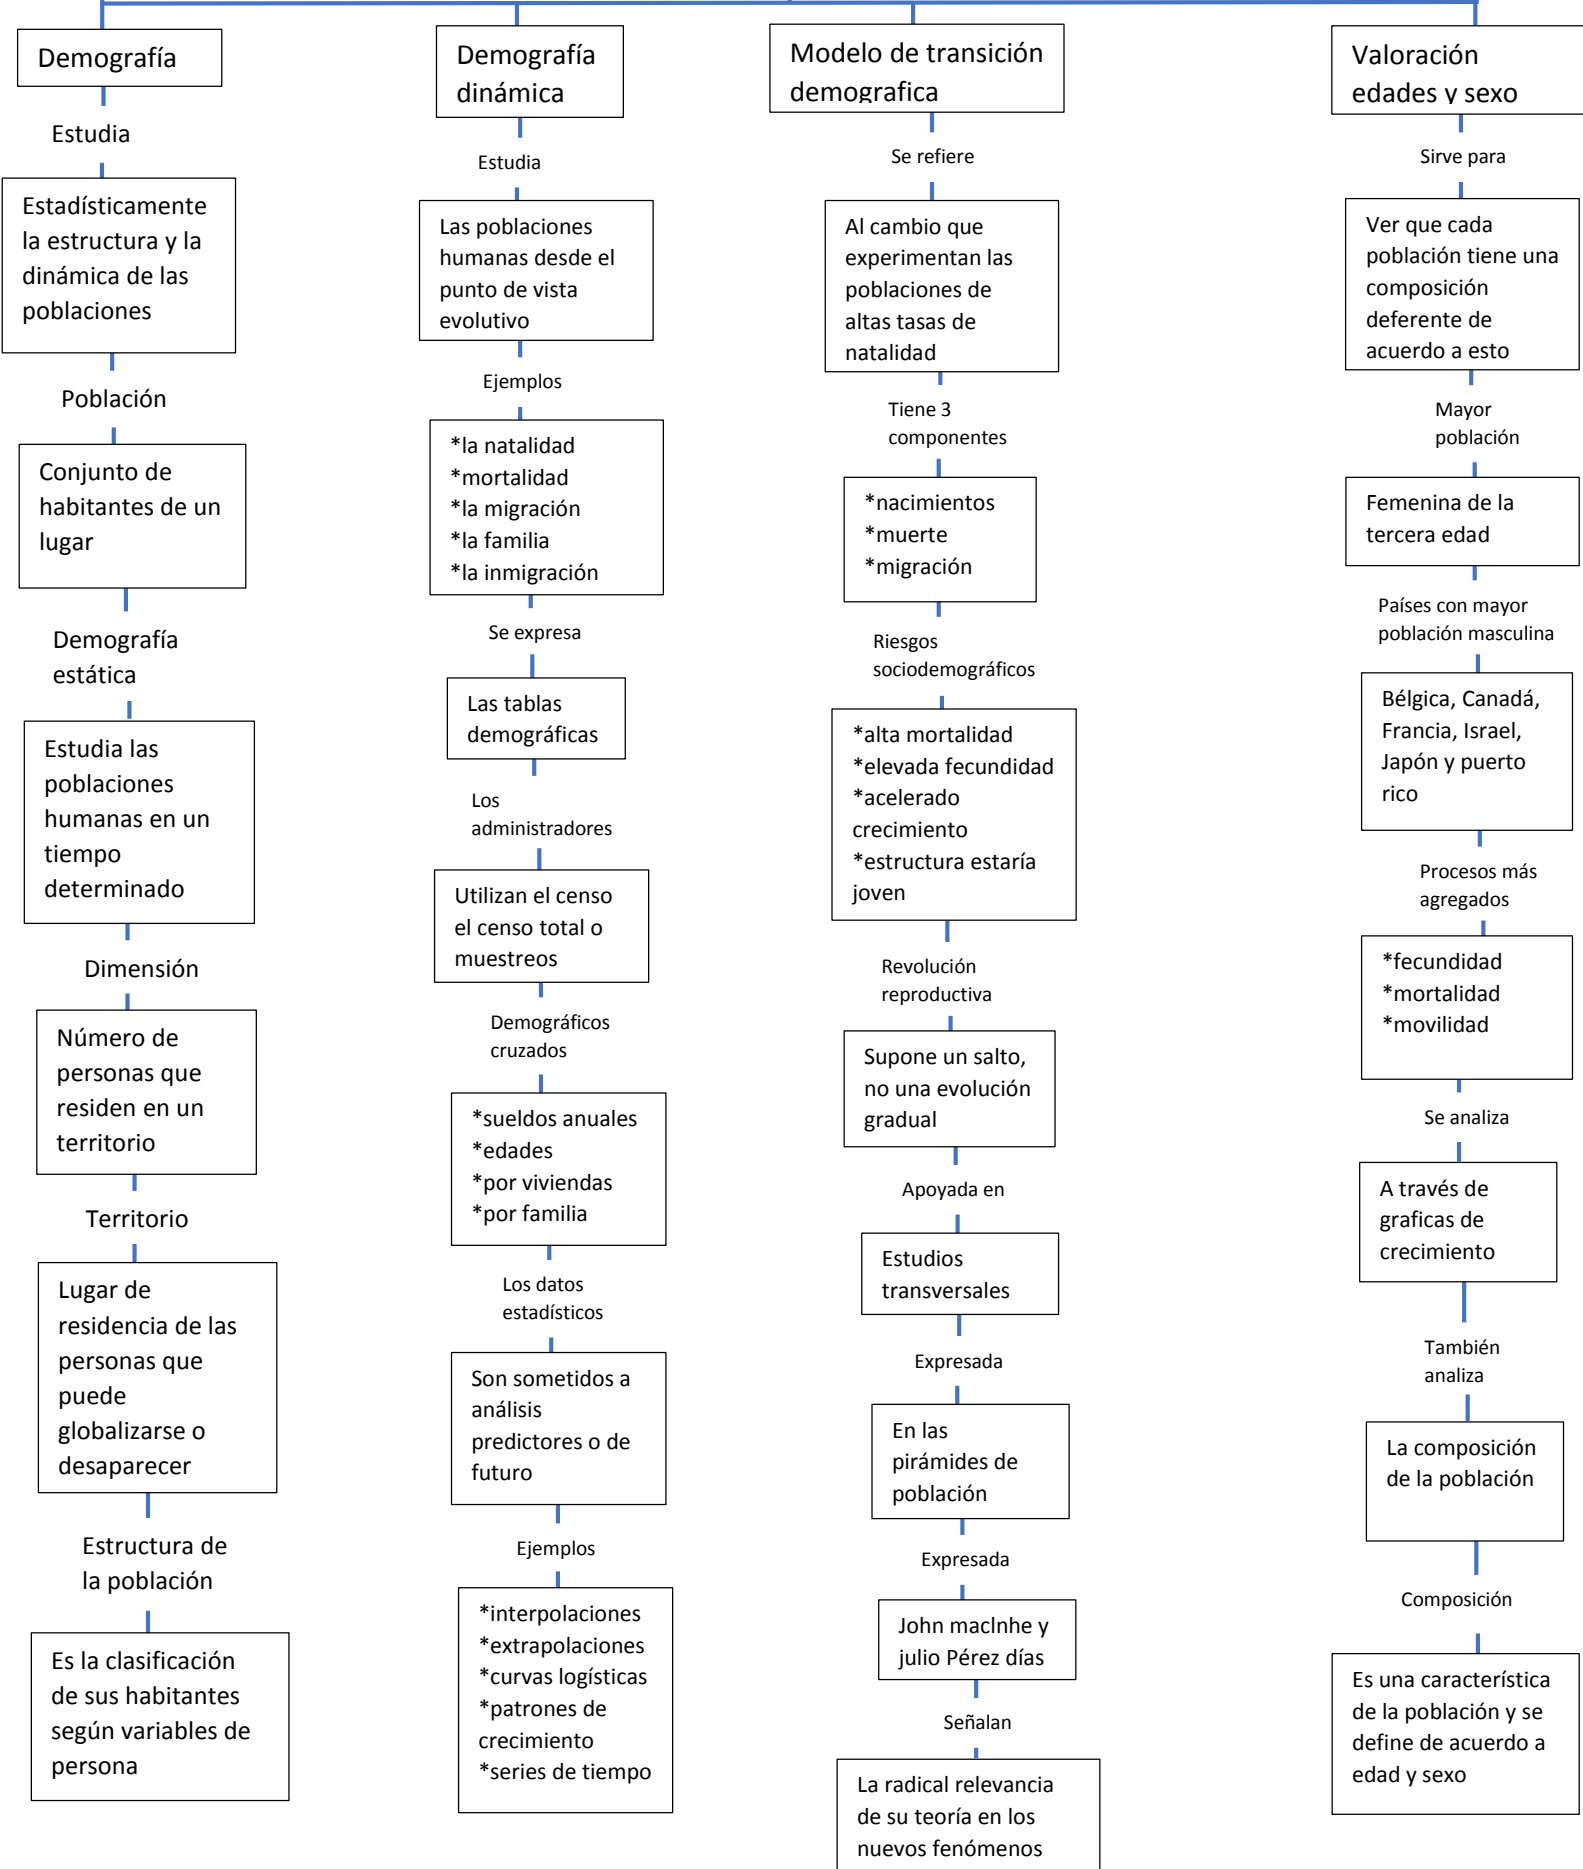 Demografía
Estudia
Estadísticamente
la estructura y la
dinámica de las
poblaciones
Población
Conjunto de
habitantes de un
lugar
Demografía
estática
Estudia las
poblaciones
humanas en un
tiempo
determinado
Dimensión
Número de
personas que
residen en un
territorio
Territorio
Lugar de
residencia de las
personas que
puede
globalizarse o
desaparecer
Estructura de
la población
Es la clasificación
de sus habitantes
según variables de
persona
Demografía
dinámica
Estudia
Las poblaciones
humanas desde el
punto de vista
evolutivo
Ejemplos
*la natalidad
*mortalidad
*la migración
*la familia
*la inmigración
Se expresa
Las tablas
demográficas
Los
administradores
Utilizan el censo
el censo total o
muestreos
Demográficos
cruzados
*sueldos anuales
*edades
*por viviendas
*por familia
Los datos
estadísticos
Son sometidos a
análisis
predictores o de
futuro
Ejemplos
*interpolaciones
*extrapolaciones
*curvas logísticas
*patrones de
crecimiento
*series de tiempo
Modelo de transición
demografica
Se refiere
Al cambio que
experimentan las
poblaciones de
altas tasas de
natalidad
Tiene 3
componentes
*nacimientos
*muerte
*migración
Riesgos
sociodemográficos
*alta mortalidad
*elevada fecundidad
*acelerado
crecimiento
*estructura estaría
joven
Revolución
reproductiva
Supone un salto,
no una evolución
gradual
Apoyada en
Estudios
transversales
Expresada
En las
pirámides de
población
Expresada
John macInhe y
julio Pérez días
Señalan
La radical relevancia
de su teoría en los
nuevos fenómenos
Valoración
edades y sexo
Sirve para
Ver que cada
población tiene una
composición
deferente de
acuerdo a esto
Mayor
población
Femenina de la
tercera edad
Países con mayor
población masculina
Bélgica, Canadá,
Francia, Israel,
Japón y puerto
rico
Procesos más
agregados
*fecundidad
*mortalidad
*movilidad
Se analiza
A través de
graficas de
crecimiento
También
analiza
La composición
de la población
Composición
Es una característica
de la población y se
define de acuerdo a
edad y sexo